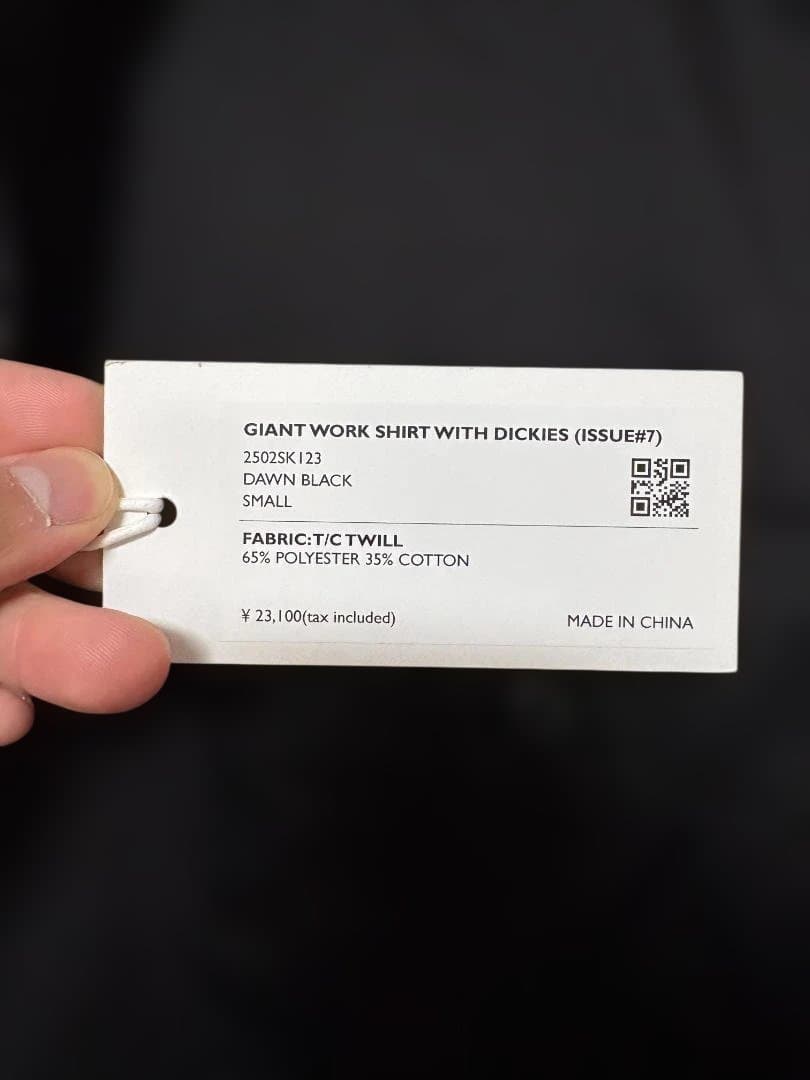 GIANT WORK SHIRT WITH DICKIES (ISSUE#7)
2502SK123
DAWN BLACK
SMALL
FABRIC:T/C TWILL
65% POLYESTER 35% COTTON
¥ 23,100(tax included)
MADE IN CHINA